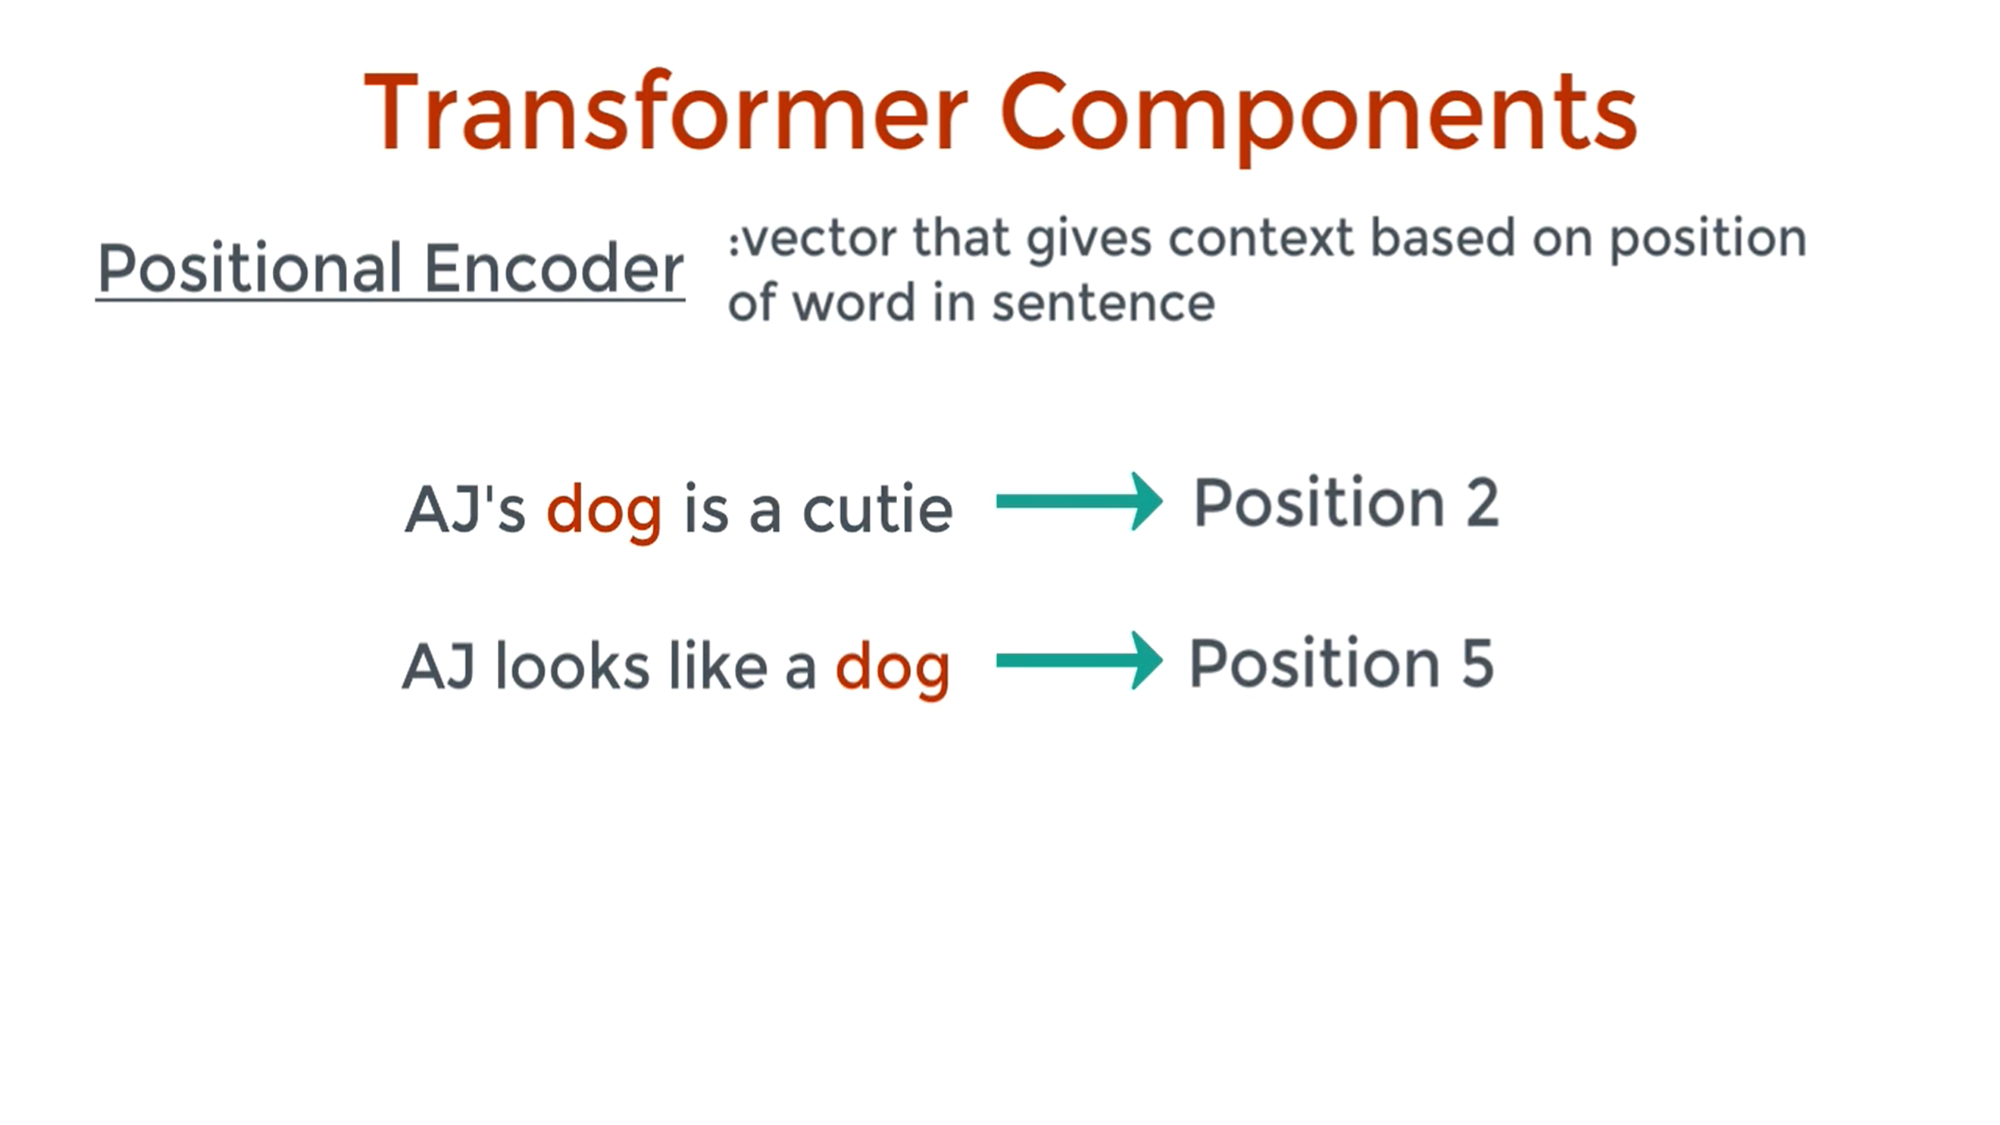 Transformer Components
Positional Encoder
:vector that gives context based on position
of word in sentence
AJ's dog is a cutie
Position 2
AJ looks like a dog
Position 5